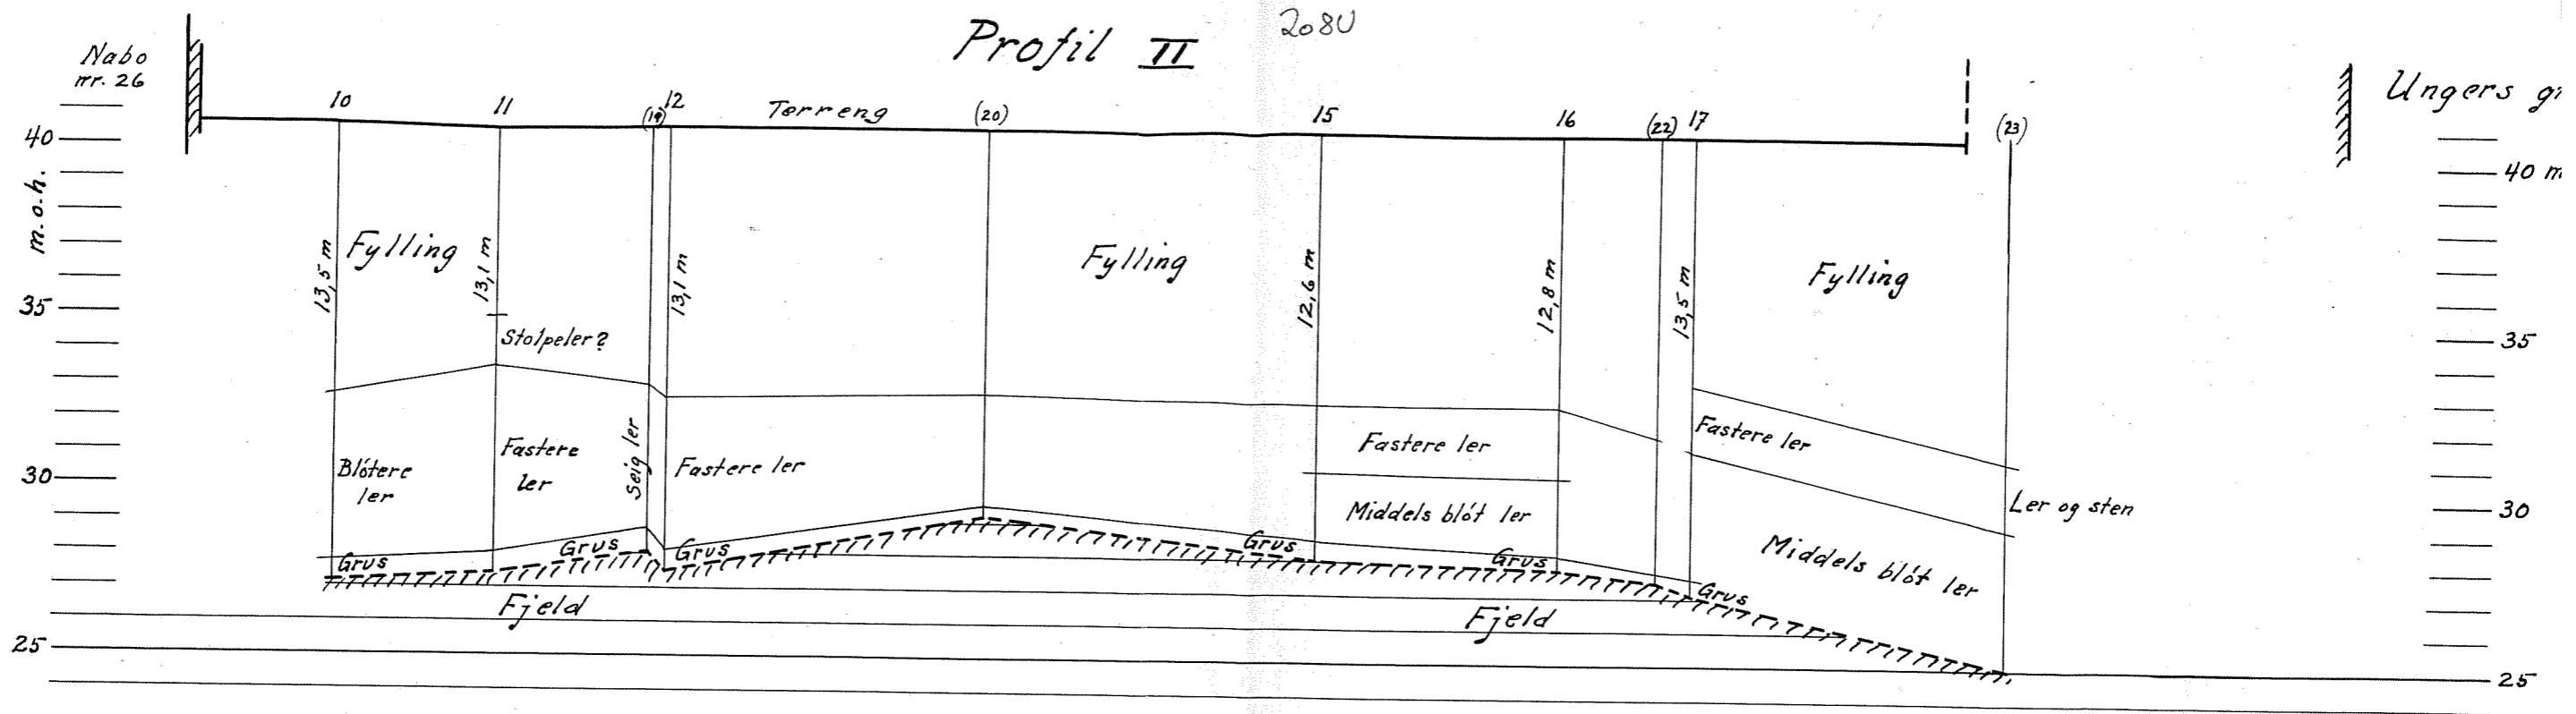 2080
Profil II
Nabo
nr. 26
Ungers
10
11
(19)
12
Terreng
(20)
15
16
(22)
17
(23)
40
40 m
m.o.h.
Fylling
Fylling
Fylling
13,5 m
13,1 m
13,1 m
12,6 m
12,8 m
13,5 m
35
35
Stolpeler?
Blötere
ler
Fastere
ler
Seig ler
Fastere ler
Fastere ler
Fastere ler
30
30
Middels blöt ler
Ler og sten
Middels blöt ler
Grus
Grus
Grus
Grus
Grus
Grus
Fjeld
Fjeld
25
25